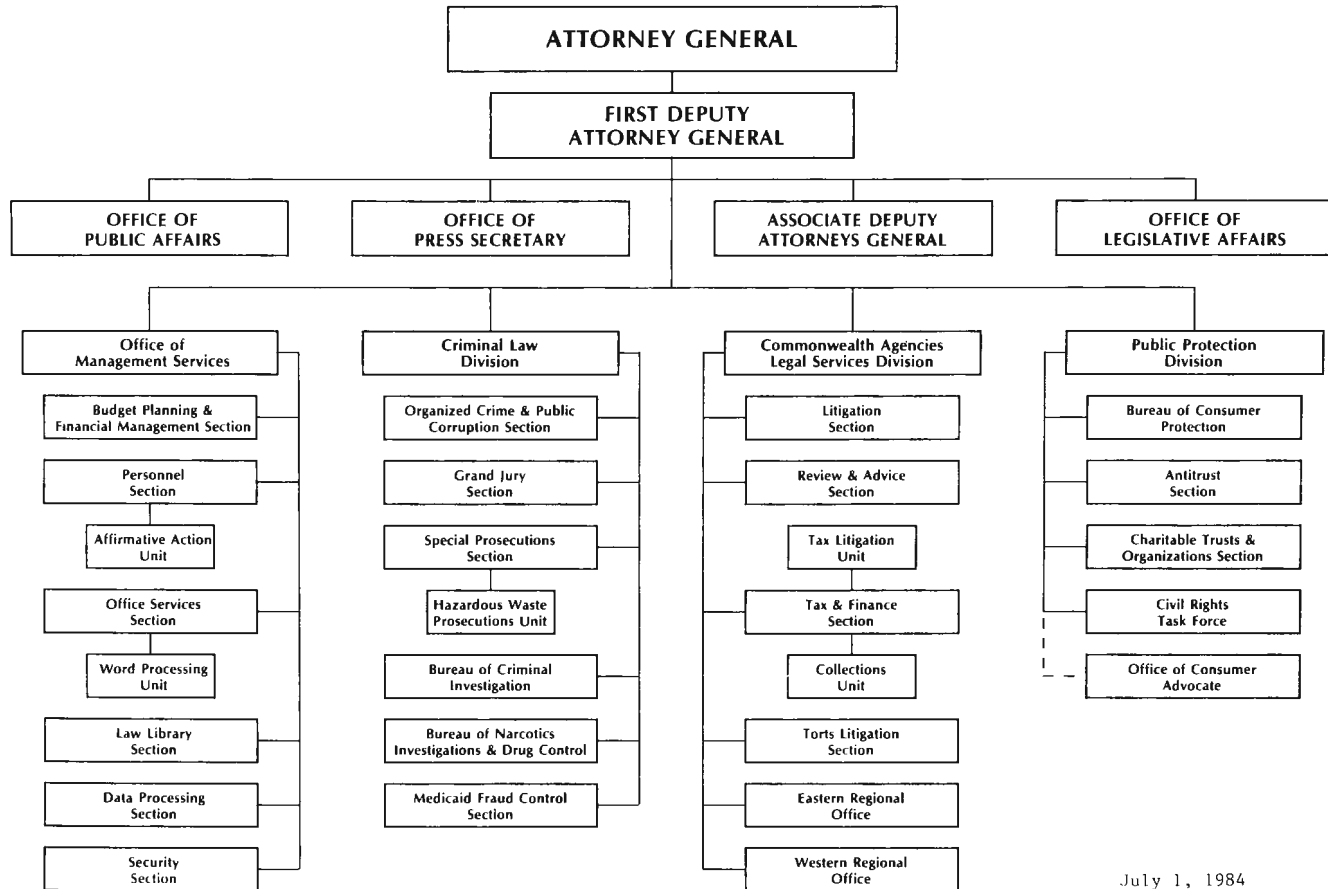 ATTORNEY GENERAL
FIRST DEPUTY
ATTORNEY GENERAL
OFFICE OF
PUBLIC AFFAIRS
OFFICE OF
PRESS SECRETARY
ASSOCIATE DEPUTY
ATTORNEYS GENERAL
OFFICE OF
LEGISLATIVE AFFAIRS
Office of
Management Services
Budget Planning &
Financial Management Section
Personnel
Section
Affirmative Action
Unit
Office Services
Section
Word Processing
Unit
Law Library
Section
Data Processing
Section
Security
Section
Criminal Law
Division
Organized Crime & Public
Corruption Section
Grand Jury
Section
Special Prosecutions
Section
Hazardous Waste
Prosecutions Unit
Bureau of Criminal
Investigation
Bureau of Narcotics
Investigations & Drug Control
Medicaid Fraud Control
Section
Commonwealth Agencies
Legal Services Division
Litigation
Section
Review & Advice
Section
Tax Litigation
Unit
Tax & Finance
Section
Collections
Unit
Torts Litigation
Section
Eastern Regional
Office
Western Regional
Office
Public Protection
Division
Bureau of Consumer
Protection
Antitrust
Section
Charitable Trusts &
Organizations Section
Civil Rights
Task Force
Office of Consumer
Advocate
July 1, 1984